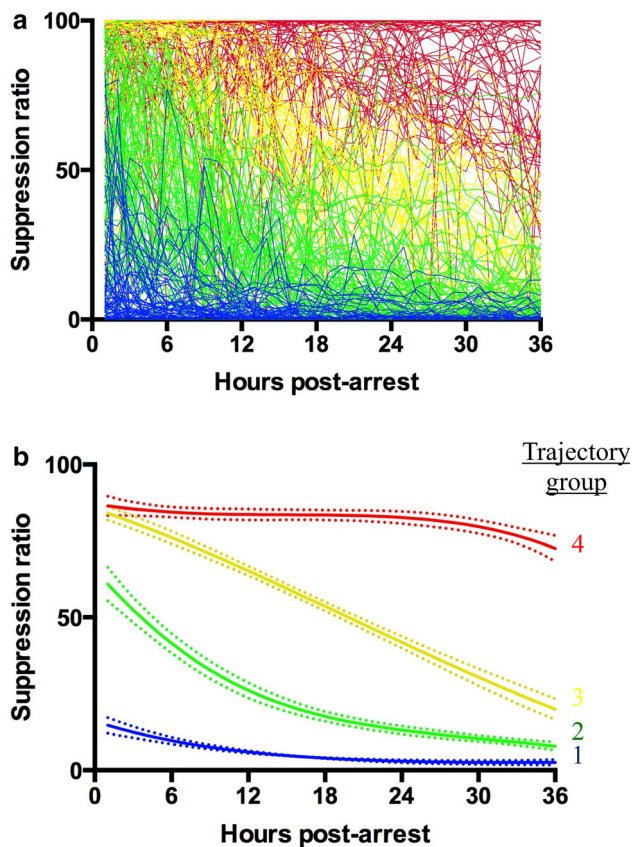 a
100
50
0
Suppression ratio
0 6 12 18 24 30 36
Hours post-arrest
b
Trajectory
group
100
50
0
Suppression ratio
4
3
2
1
0 6 12 18 24 30 36
Hours post-arrest